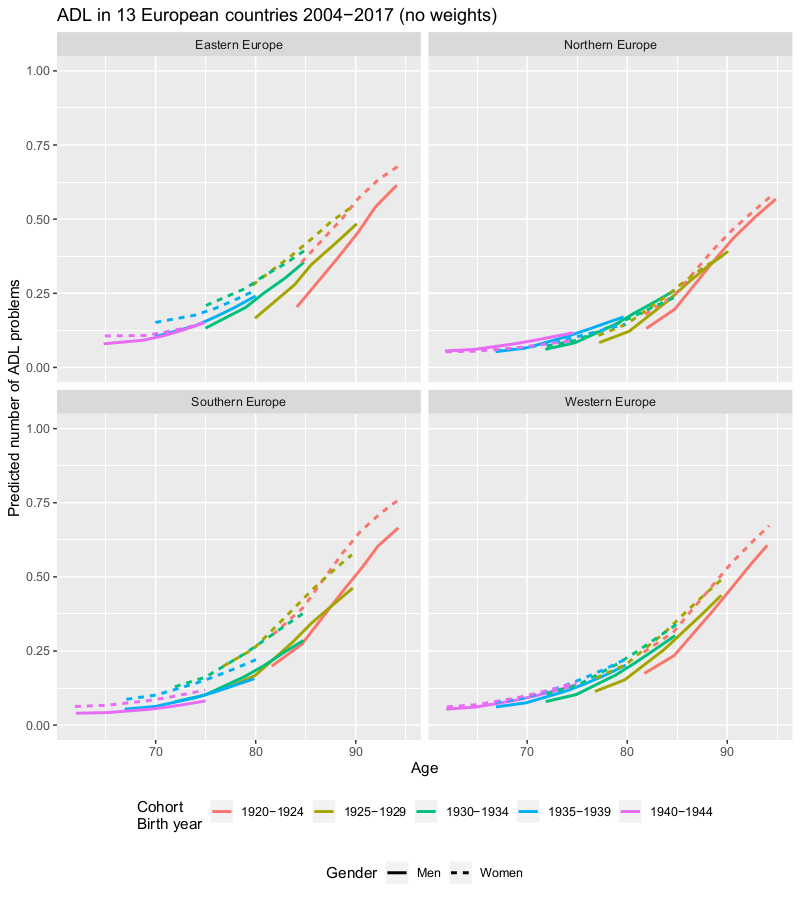 ADL in 13 European countries 2004−2017 (no weights)
Eastern Europe
Northern Europe
1.00
0.75
0.50
0.25
0.00
Southern Europe
Western Europe
1.00
0.75
0.50
0.25
0.00
Predicted number of ADL problems
70 80 90
70 80 90
Age
Cohort
Birth year
1920−1924 1925−1929 1930−1934 1935−1939 1940−1944
Gender Men Women